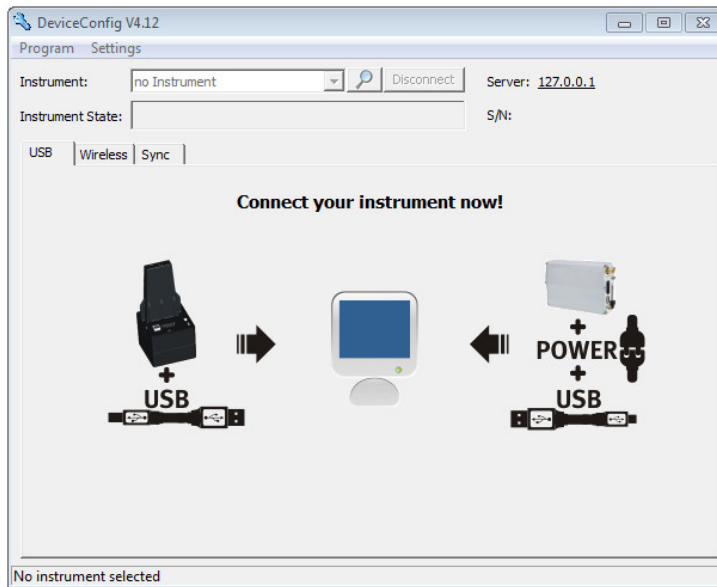 DeviceConfig V4.12
Program Settings
Instrument: no Instrument Disconnect Server: 127.0.0.1
Instrument State: S/N:
USB Wireless Sync
Connect your instrument now!
+
USB
+
POWER
+
USB
No instrument selected